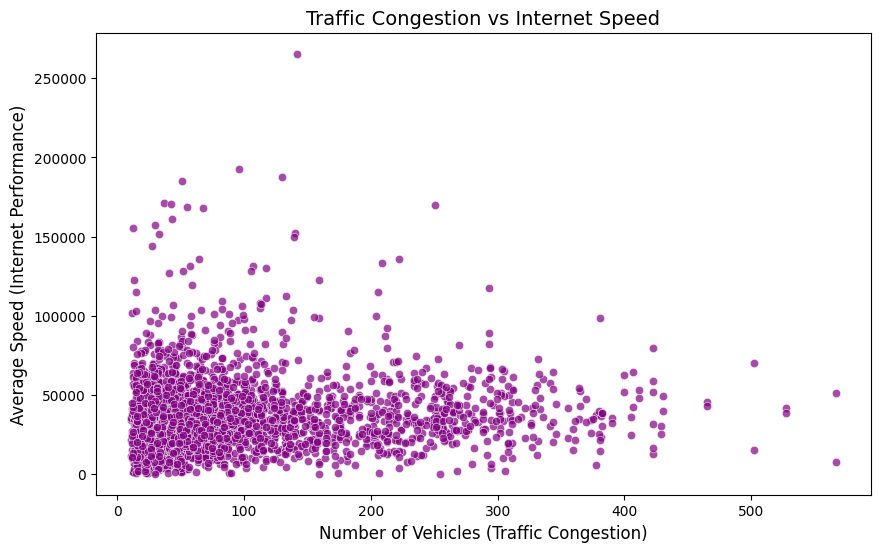 Traffic Congestion vs Internet Speed
Average Speed (Internet Performance)
250000
200000
150000
100000
50000
0
0 100 200 300 400 500
Number of Vehicles (Traffic Congestion)